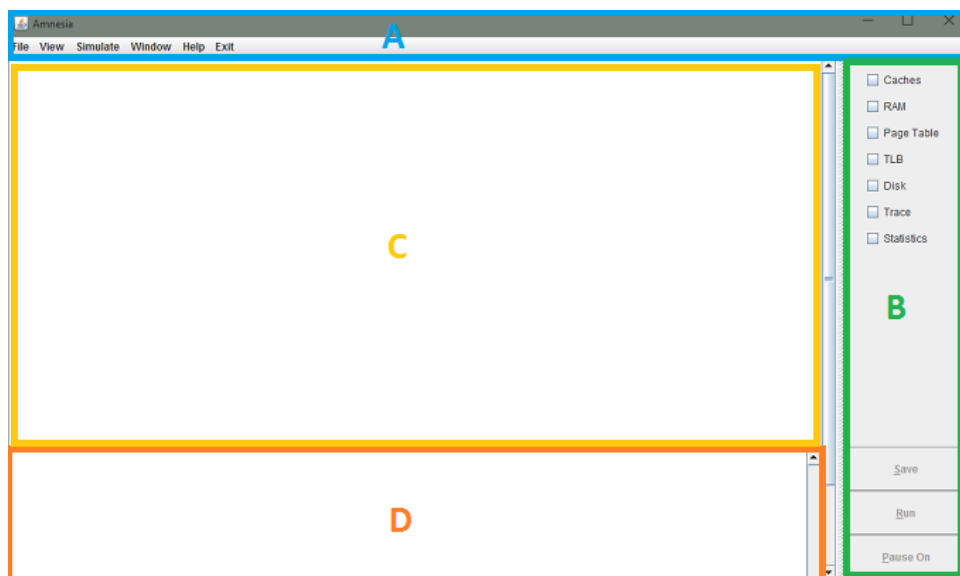 Amnesia
File View Simulate Window Help Exit
A
Caches
RAM
Page Table
TLB
Disk
Trace
Statistics
C
B
Save
Run
Pause On
D